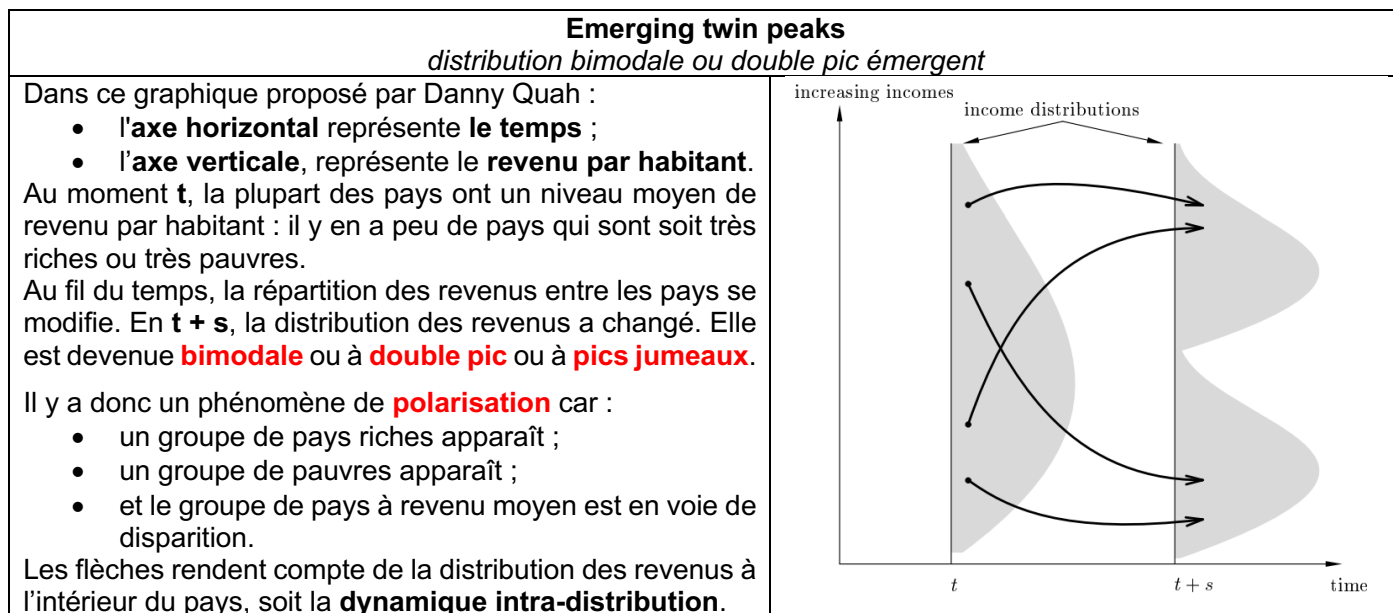 Emerging twin peaks
distribution bimodale ou double pic émergent
Dans ce graphique proposé par Danny Quah :
• l'axe horizontal représente le temps ;
• l'axe verticale, représente le revenu par habitant.
Au moment t, la plupart des pays ont un niveau moyen de
revenu par habitant : il y en a peu de pays qui sont soit très
riches ou très pauvres.
Au fil du temps, la répartition des revenus entre les pays se
modifie. En t + s, la distribution des revenus a changé. Elle
est devenue bimodale ou à double pic ou à pics jumeaux.
Il y a donc un phénomène de polarisation car :
• un groupe de pays riches apparaît ;
• un groupe de pauvres apparaît ;
• et le groupe de pays à revenu moyen est en voie de
disparition.
Les flèches rendent compte de la distribution des revenus à
l'intérieur du pays, soit la dynamique intra-distribution.
increasing incomes
income distributions
t
t + s
time